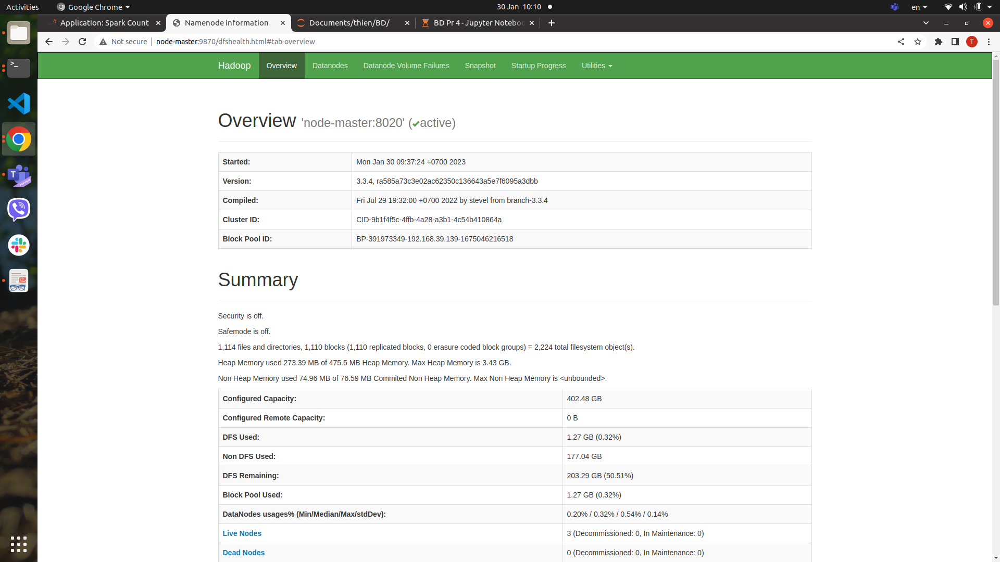 Activities Google Chrome 30 Jan 10:10 en
Application: Spark Count Namenode information Documents/thien/BD/ BD Pr 4 - Jupyter Noteboo
Not secure node-master:9870/dfshealth.html#tab-overview T
Hadoop Overview Datanodes Datanode Volume Failures Snapshot Startup Progress Utilities
Overview 'node-master:8020' (✔active)
Started: Mon Jan 30 09:37:24 +0700 2023
Version: 3.3.4, ra585a73c3e02ac62350c136643a5e7f6095a3dbb
Compiled: Fri Jul 29 19:32:00 +0700 2022 by stevel from branch-3.3.4
Cluster ID: CID-9b1f4f5c-4ffb-4a28-a3b1-4c54b410864a
Block Pool ID: BP-391973349-192.168.39.139-1675046216518
Summary
Security is off.
Safemode is off.
1,114 files and directories, 1,110 blocks (1,110 replicated blocks, 0 erasure coded block groups) = 2,224 total filesystem object(s).
Heap Memory used 273.39 MB of 475.5 MB Heap Memory. Max Heap Memory is 3.43 GB.
Non Heap Memory used 74.96 MB of 76.59 MB Commited Non Heap Memory. Max Non Heap Memory is <unbounded>.
Configured Capacity: 402.48 GB
Configured Remote Capacity: 0 B
DFS Used: 1.27 GB (0.32%)
Non DFS Used: 177.04 GB
DFS Remaining: 203.29 GB (50.51%)
Block Pool Used: 1.27 GB (0.32%)
DataNodes usages% (Min/Median/Max/stdDev): 0.20% / 0.32% / 0.54% / 0.14%
Live Nodes 3 (Decommissioned: 0, In Maintenance: 0)
Dead Nodes 0 (Decommissioned: 0, In Maintenance: 0)